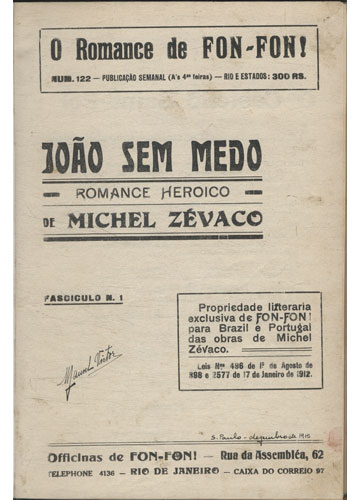 O Romance de FON-FON!
NUM. 122 — PUBLICAÇÃO SEMANAL (A's 4as feiras) — RIO E ESTADOS: 300 RS.
JOÃO SEM MEDO
ROMANCE HEROICO
DE MICHEL ZÉVACO
FASCICULO N. 1
Propriedade litteraria
exclusiva de FON-FON!
para Brazil e Portugal
das obras de Michel
Zévaco.
Leis Nos 496 de 1º de Agosto de
898 e 2577 de 17 de Janeiro de 1912.
Manoel Victor
S. Paulo - dezembro de 1915
Officinas de FON-FON! — Rua da Assembléa, 62
TELEPHONE 4136 — RIO DE JANEIRO — CAIXA DO CORREIO 97